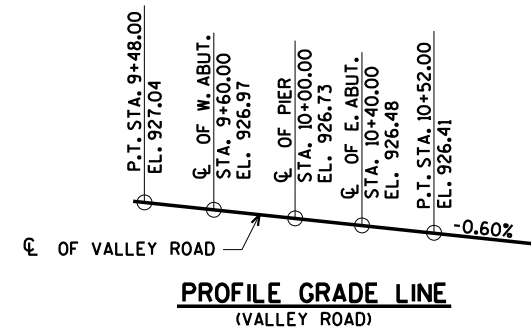 P.T. STA. 9+48.00
EL. 927.04
℄ OF W. ABUT.
STA. 9+60.00
EL. 926.97
℄ OF PIER
STA. 10+00.00
EL. 926.73
℄ OF E. ABUT.
STA. 10+40.00
EL. 926.48
P.T. STA. 10+52.00
EL. 926.41
-0.60%
℄ OF VALLEY ROAD
PROFILE GRADE LINE
(VALLEY ROAD)